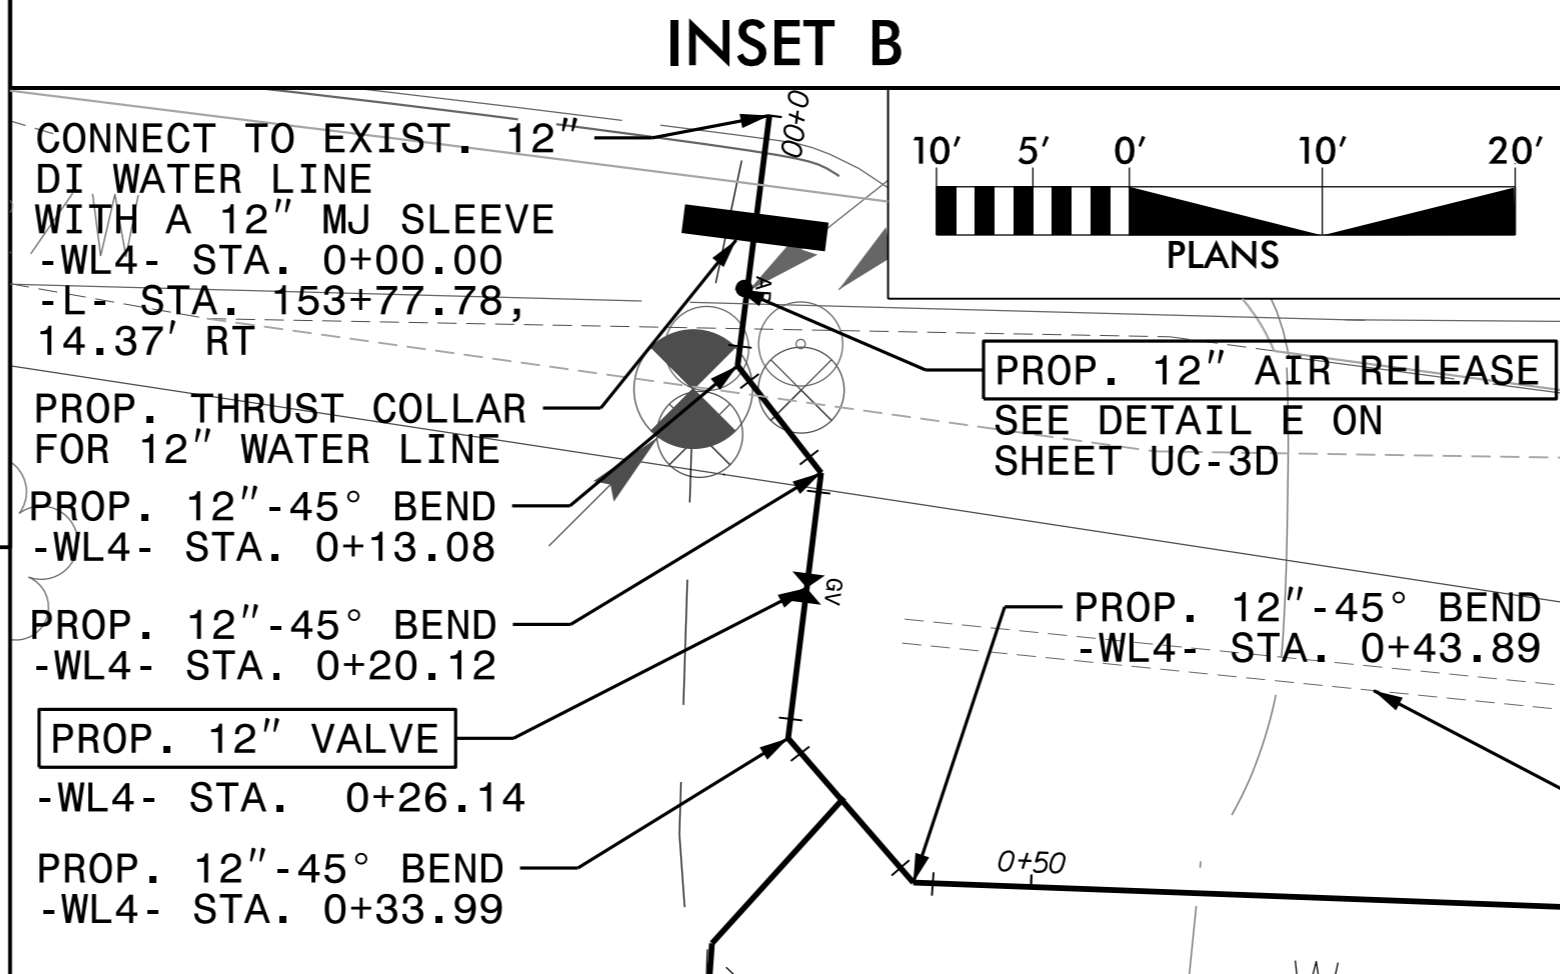 INSET B
CONNECT TO EXIST. 12"
DI WATER LINE
WITH A 12" MJ SLEEVE
-WL4- STA. 0+00.00
-L- STA. 153+77.78,
14.37' RT
PROP. THRUST COLLAR
FOR 12" WATER LINE
PROP. 12"-45° BEND
-WL4- STA. 0+13.08
PROP. 12"-45° BEND
-WL4- STA. 0+20.12
PROP. 12" VALVE
-WL4- STA. 0+26.14
PROP. 12"-45° BEND
-WL4- STA. 0+33.99
GV
10' 5' 0' 10' 20'
PLANS
PROP. 12" AIR RELEASE
SEE DETAIL E ON
SHEET UC-3D
PROP. 12"-45° BEND
-WL4- STA. 0+43.89
0+50